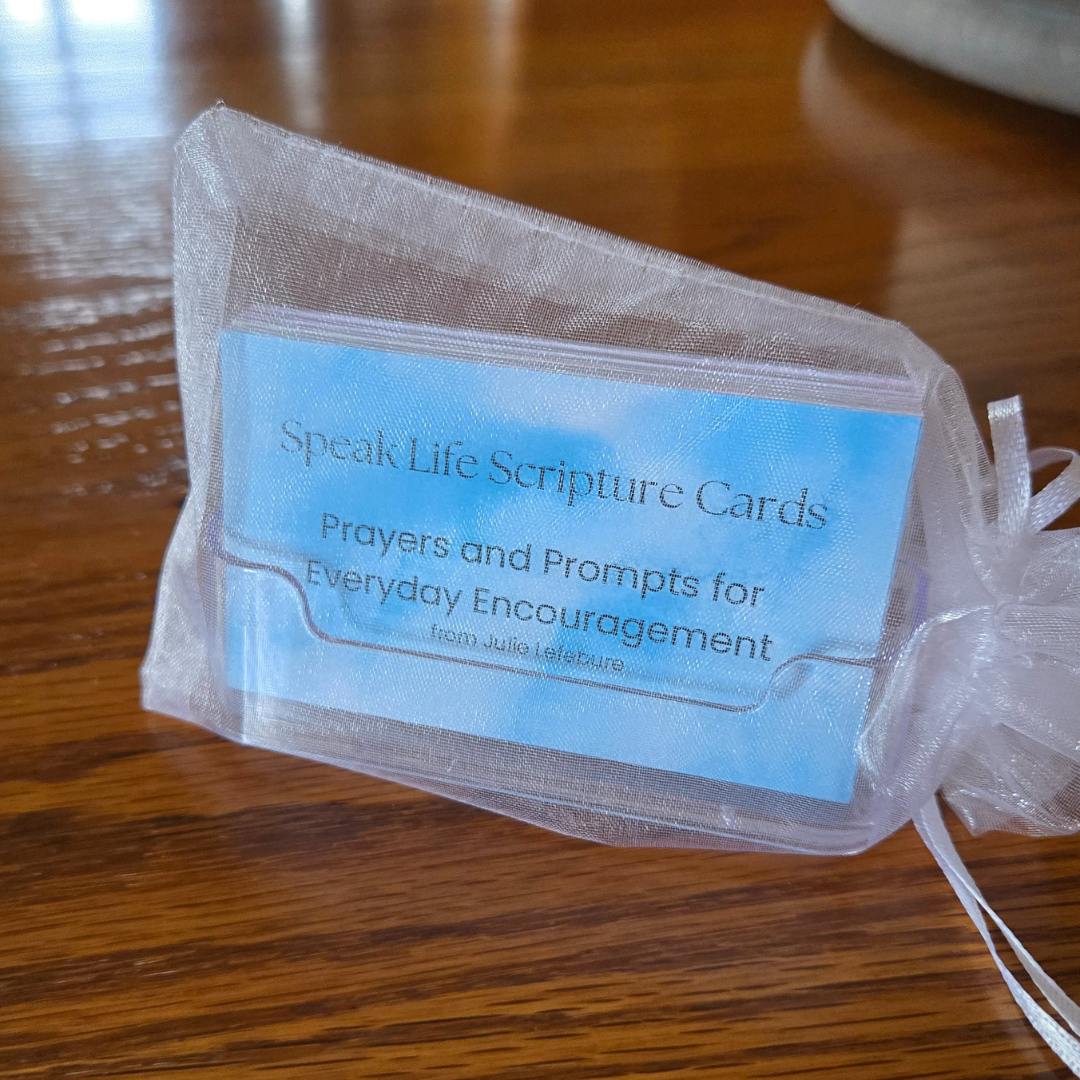 Speak Life Scripture Cards
Prayers and Prompts for
Everyday Encouragement
from Julie Lefebure